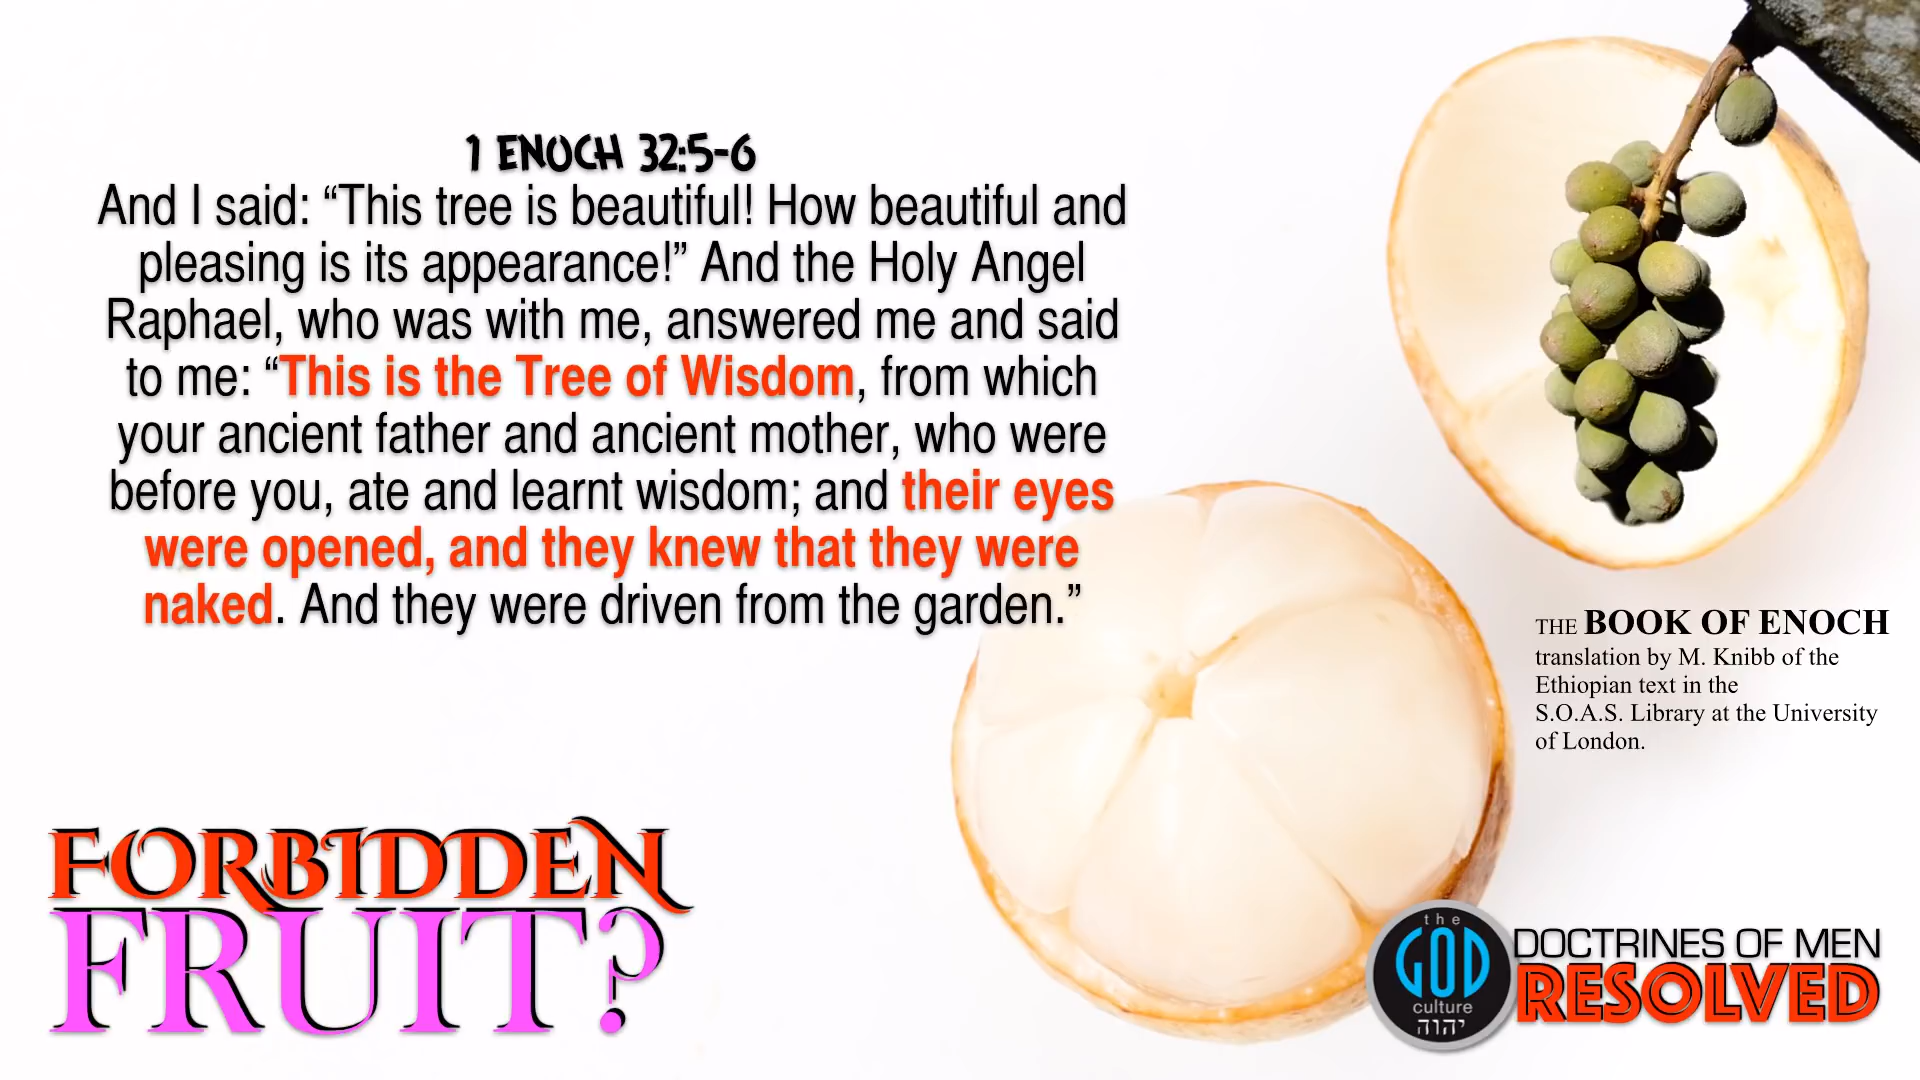 1 ENOCH 32:5-6
And I said: “This tree is beautiful! How beautiful and
pleasing is its appearance!” And the Holy Angel
Raphael, who was with me, answered me and said
to me: “This is the Tree of Wisdom, from which
your ancient father and ancient mother, who were
before you, ate and learnt wisdom; and their eyes
were opened, and they knew that they were
naked. And they were driven from the garden.”
THE BOOK OF ENOCH
translation by M. Knibb of the
Ethiopian text in the
S.O.A.S. Library at the University
of London.
FORBIDDEN
FRUIT?
the
GOD
culture
יהוה
DOCTRINES OF MEN
RESOLVED